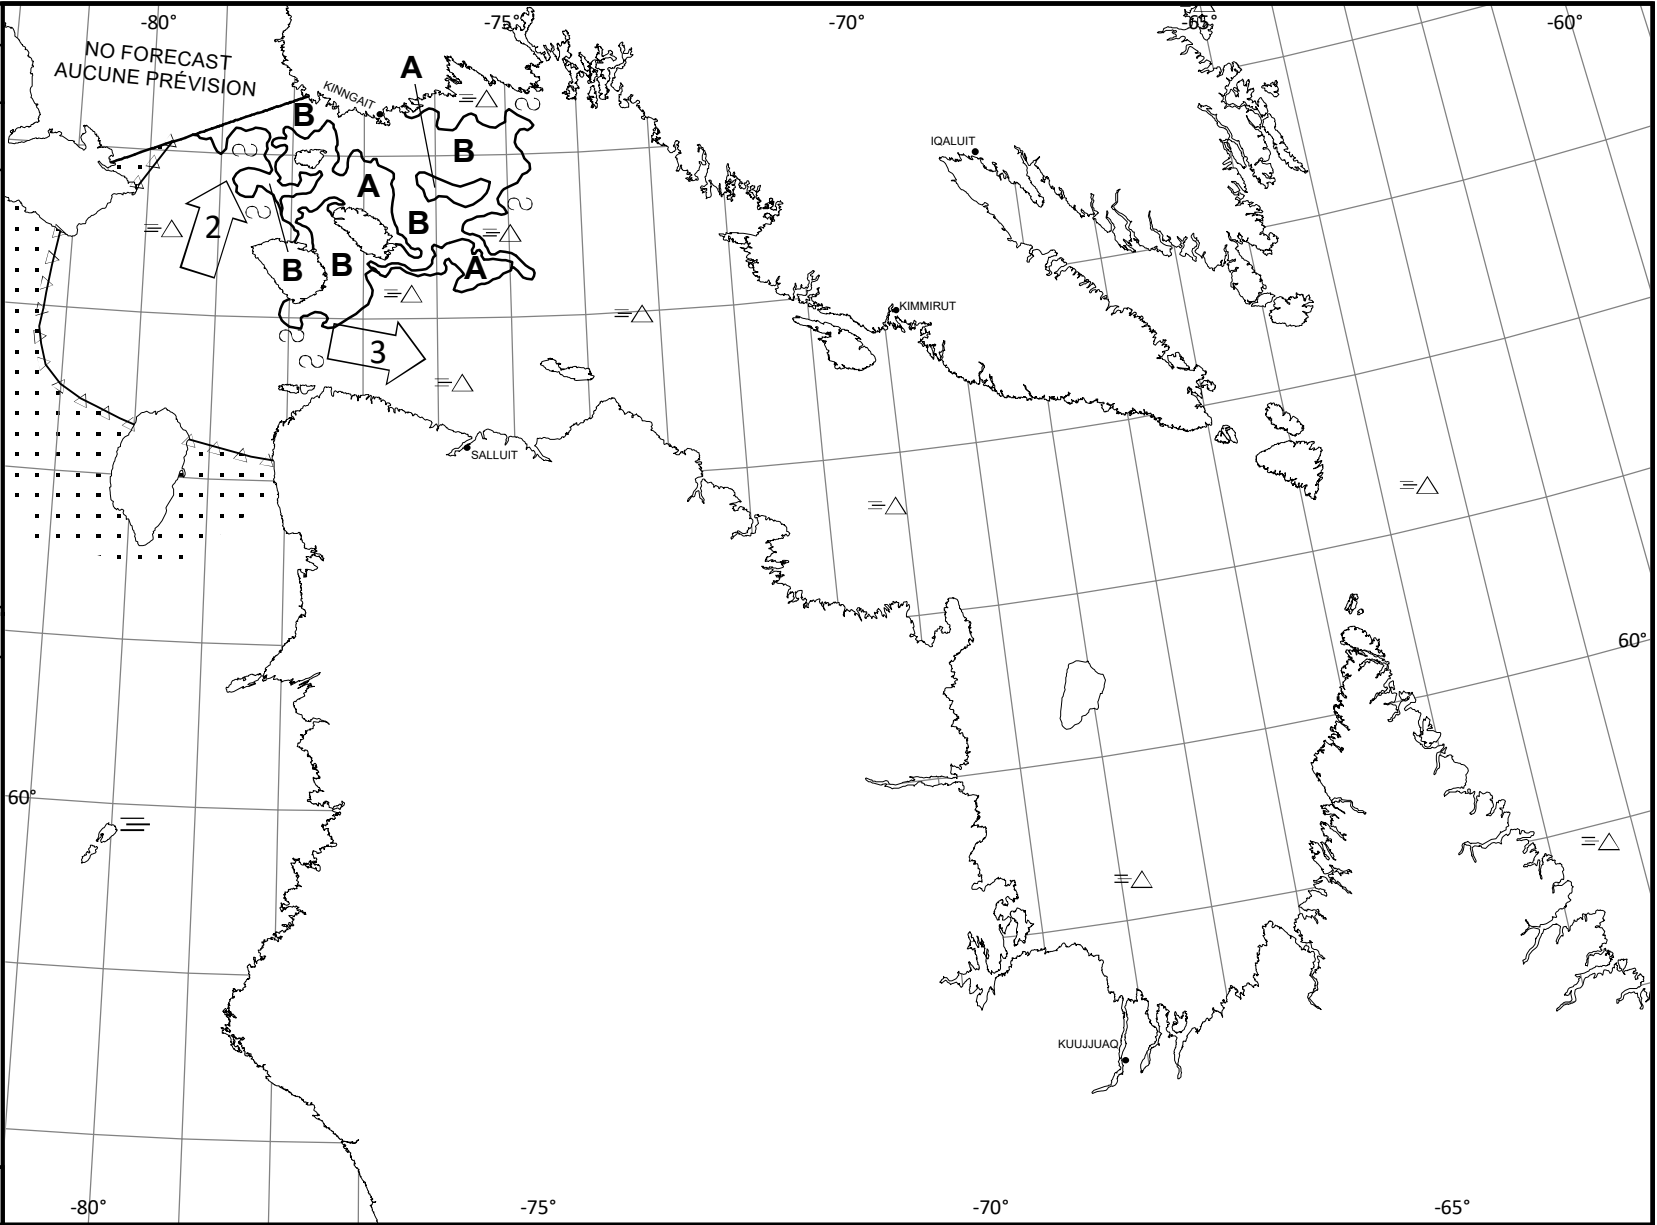 -80°
-75°
-70°
-65°
-60°
NO FORECAST
AUCUNE PRÉVISION
A
KINNGAIT
B
B
IQALUIT
A
2
B
B
B
A
KIMMIRUT
3
SALLUIT
60°
60°
KUUJJUAQ
-80°
-75°
-70°
-65°